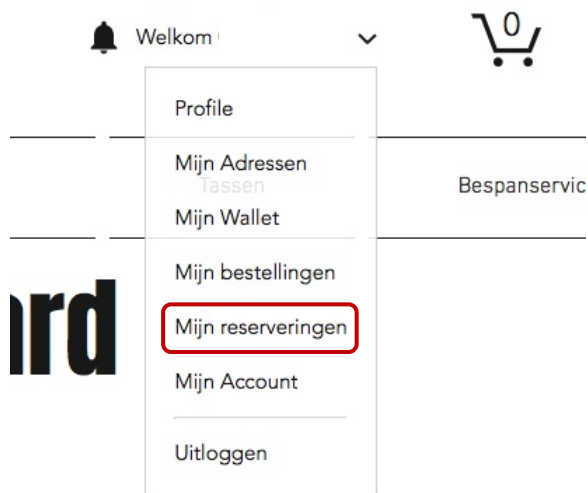 Welkom
0
Profile
Mijn Adressen
Tassen
Bespanservic
Mijn Wallet
Mijn bestellingen
ard
Mijn reserveringen
Mijn Account
Uitloggen